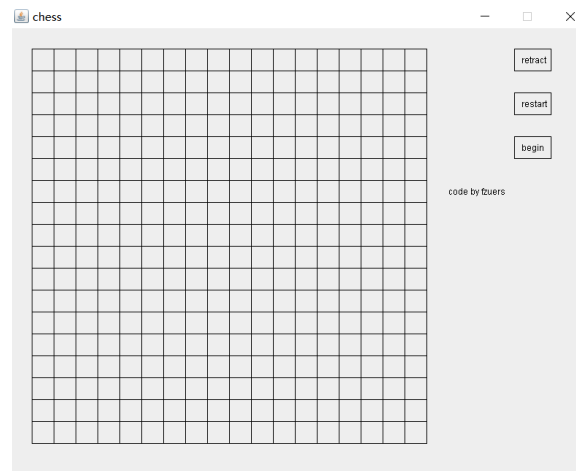 chess
retract
restart
begin
code by fzuers